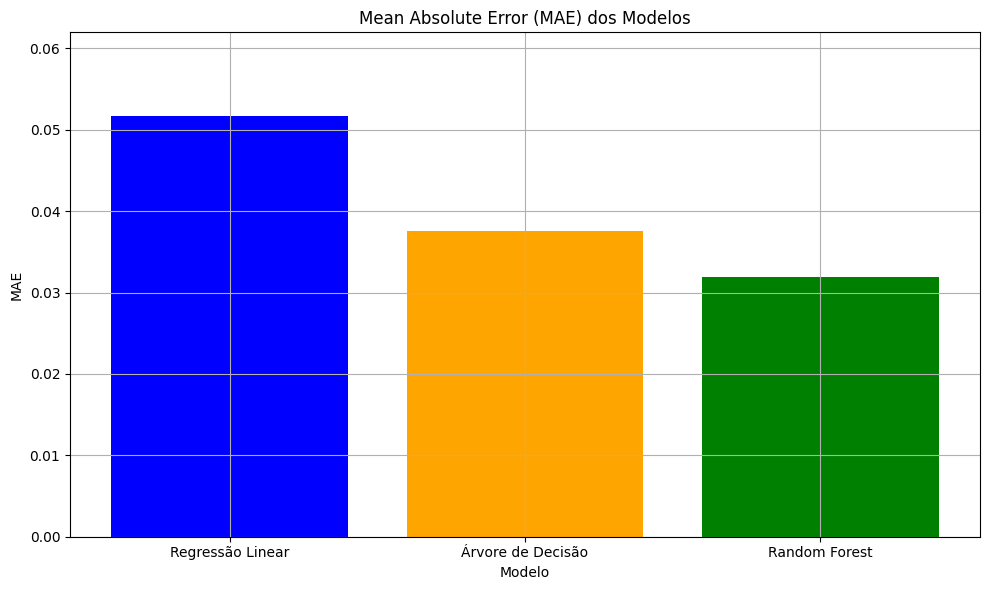 Mean Absolute Error (MAE) dos Modelos
0.06
0.05
0.04
0.03
0.02
0.01
0.00
MAE
Regressão Linear
Árvore de Decisão
Random Forest
Modelo